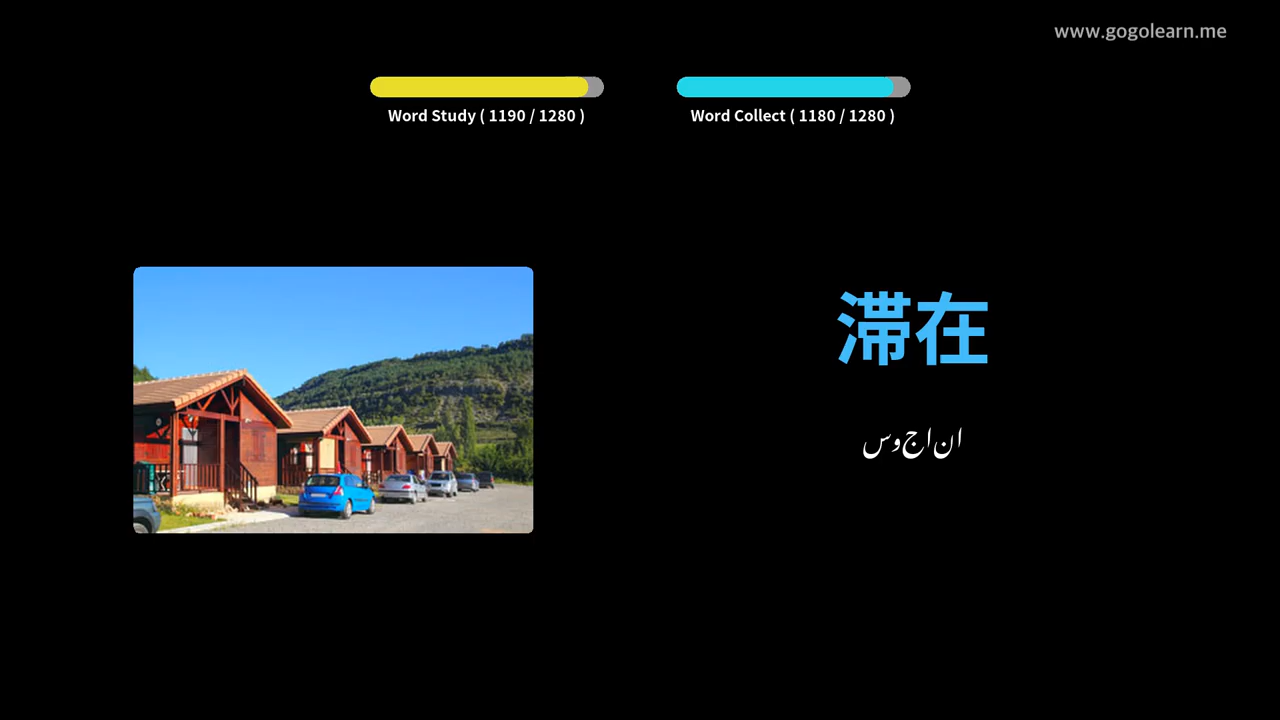 www.gogolearn.me
Word Study ( 1190 / 1280 )
Word Collect ( 1180 / 1280 )
滞在
ان اج وس